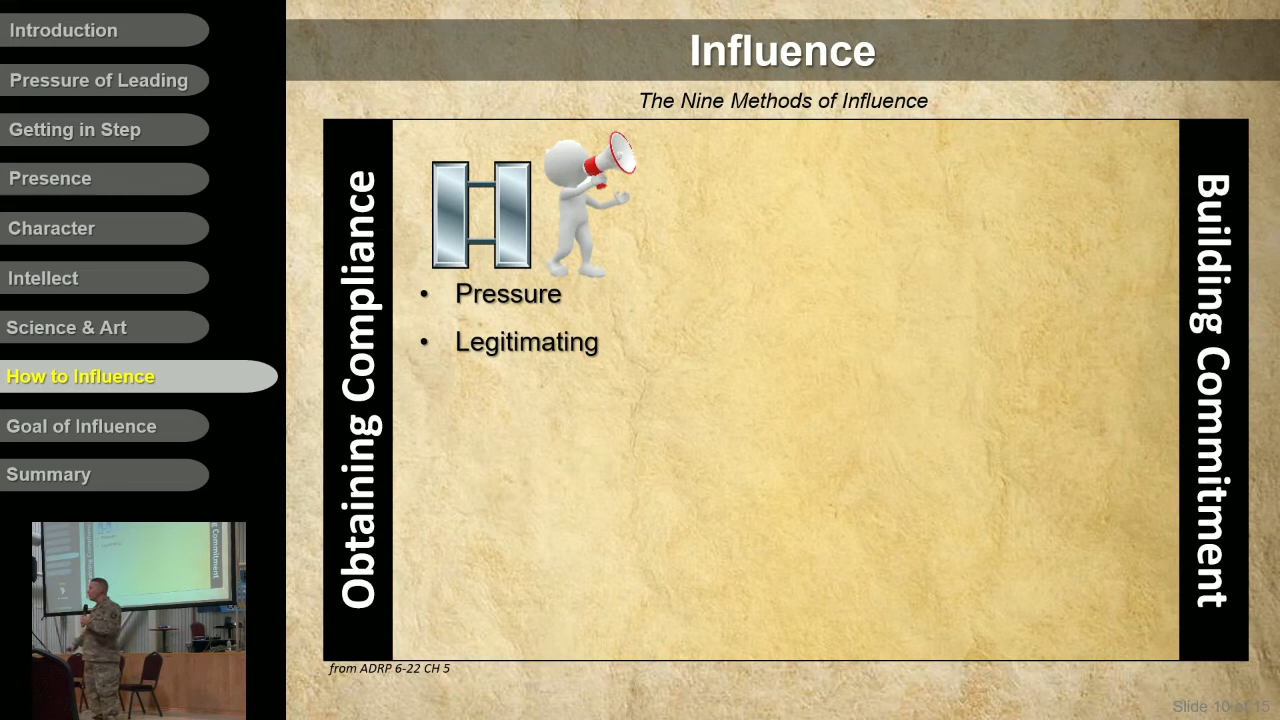 Introduction
Pressure of Leading
Getting in Step
Presence
Character
Intellect
Science & Art
How to Influence
Goal of Influence
Summary
Influence
The Nine Methods of Influence
Obtaining Compliance
• Pressure
• Legitimating
Building Commitment
from ADRP 6-22 CH 5
Slide 10 of 15